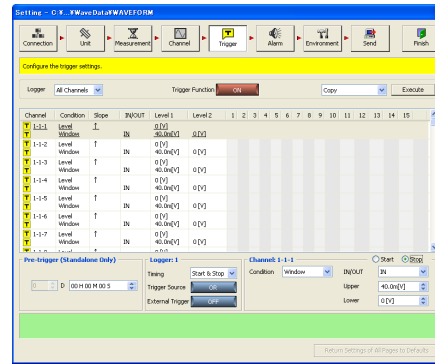 Setting - C:¥...¥WaveData¥WAVEFORM
Connection Unit Measurement Channel Trigger Alarm Environment Send Finish
Configure the trigger settings.
Logger All Channels Trigger Function ON Copy Execute
Channel Condition Slope IN/OUT Level 1 Level 2 1 2 3 4 5 6 7 8 9 10 11 12 13 14 15
T 1-1-1 Level ↑ 0 [V]
T Window IN 40.0m[V] 0 [V]
T 1-1-2 Level ↑ 0 [V]
T Window IN 40.0m[V] 0 [V]
T 1-1-3 Level ↑ 0 [V]
T Window IN 40.0m[V] 0 [V]
T 1-1-4 Level ↑ 0 [V]
T Window IN 40.0m[V] 0 [V]
T 1-1-5 Level ↑ 0 [V]
T Window IN 40.0m[V] 0 [V]
T 1-1-6 Level ↑ 0 [V]
T Window IN 40.0m[V] 0 [V]
T 1-1-7 Level ↑ 0 [V]
T Window IN 40.0m[V] 0 [V]
Pre-trigger (Standalone Only) Logger: 1 Channel: 1-1-1 Start Stop
Timing Start & Stop Condition Window IN/OUT IN
0 D 00 H 00 M 00 S Trigger Source OR Upper 40.0m[V]
External Trigger OFF Lower 0 [V]
Return Settings of All Pages to Defaults